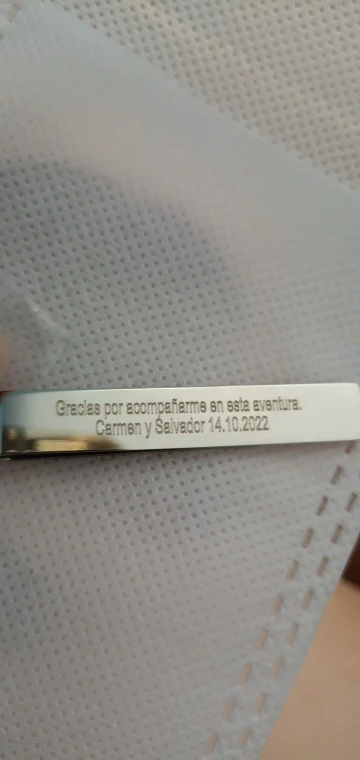 Gracias por acompañarme en esta aventura.
Carmen y Salvador 14.10.2022